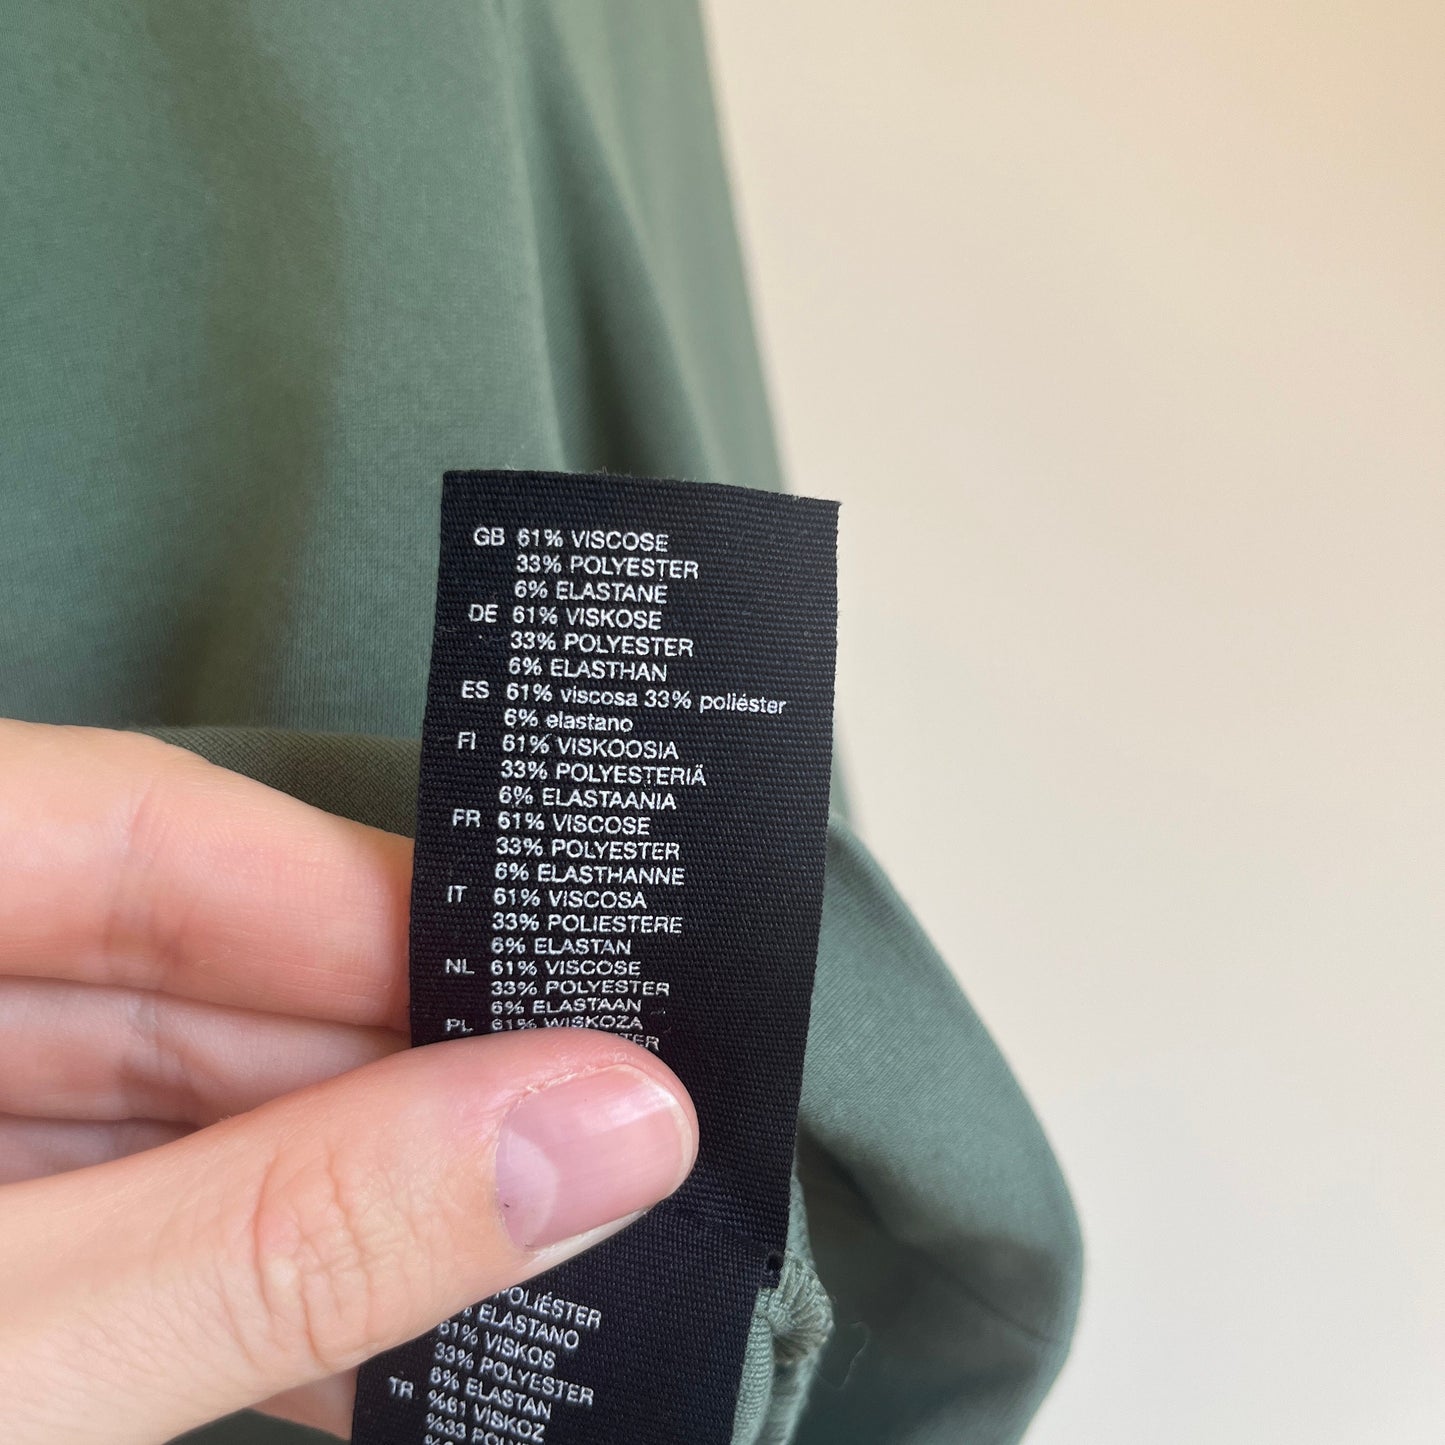 GB 61% VISCOSE
33% POLYESTER
6% ELASTANE
DE 61% VISKOSE
33% POLYESTER
6% ELASTHAN
ES 61% viscosa 33% poliéster
6% elastano
FI 61% VISKOOSIA
33% POLYESTERIÄ
6% ELASTAANIA
FR 61% VISCOSE
33% POLYESTER
6% ELASTHANNE
IT 61% VISCOSA
33% POLIESTERE
6% ELASTAN
NL 61% VISCOSE
33% POLYESTER
6% ELASTAAN
PL 61% WISKOZA
POLIÉSTER
ELASTANO
61% VISKOS
33% POLYESTER
6% ELASTAN
TR %61 VISKOZ
%33